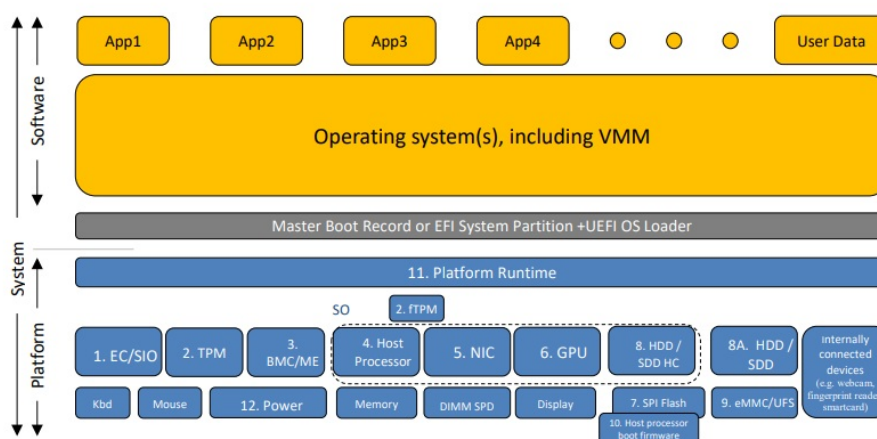 App1
App2
App3
App4
User Data
Software
Operating system(s), including VMM
Master Boot Record or EFI System Partition +UEFI OS Loader
System
Platform
11. Platform Runtime
SO
2. fTPM
1. EC/SIO
2. TPM
3.
BMC/ME
4. Host
Processor
5. NIC
6. GPU
8. HDD /
SDD HC
8A. HDD /
SDD
Internally
connected
devices
(e.g. webcam,
fingerprint reade
smartcard)
Kbd
Mouse
12. Power
Memory
DIMM SPD
Display
7. SPI Flash
9. eMMC/UFS
10. Host processor
boot firmware